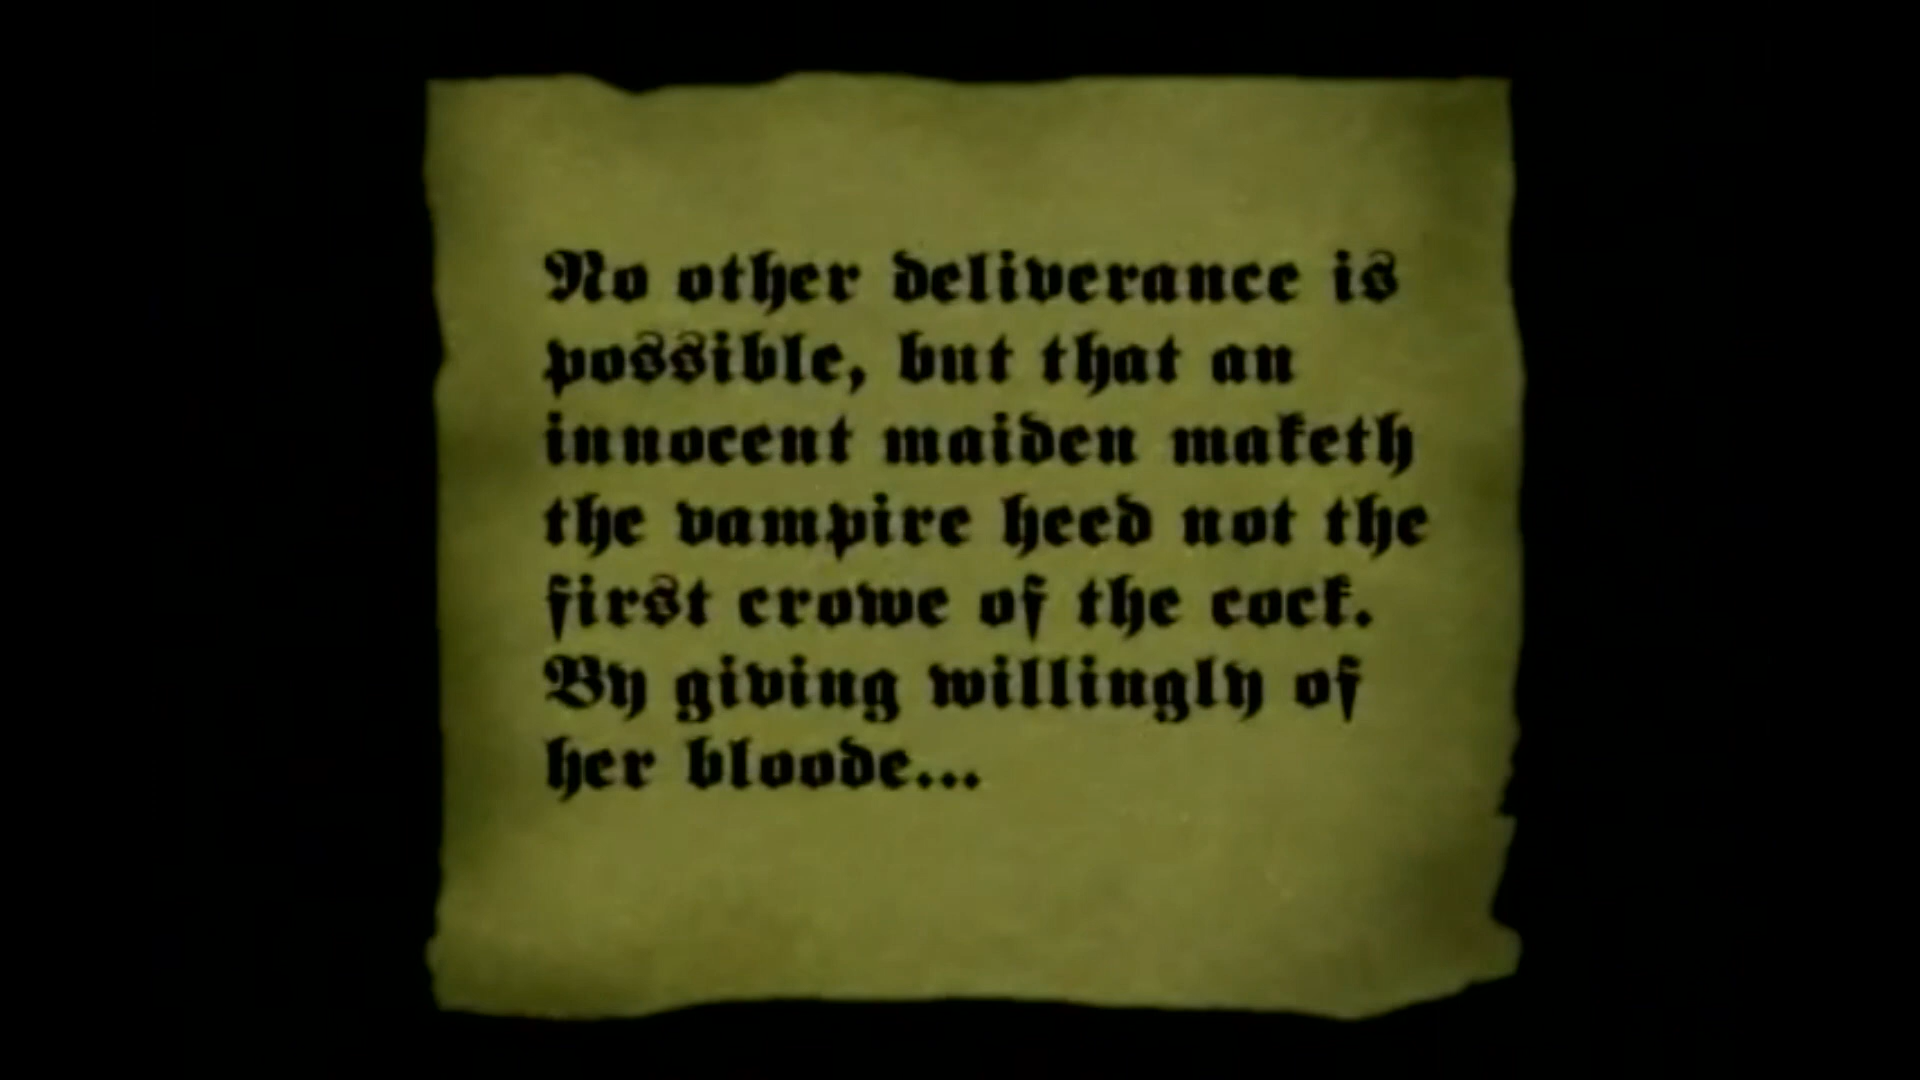 No other deliverance is
possible, but that an
innocent maiden maketh
the vampire heed not the
first crowe of the cock.
By giving willingly of
her bloode...